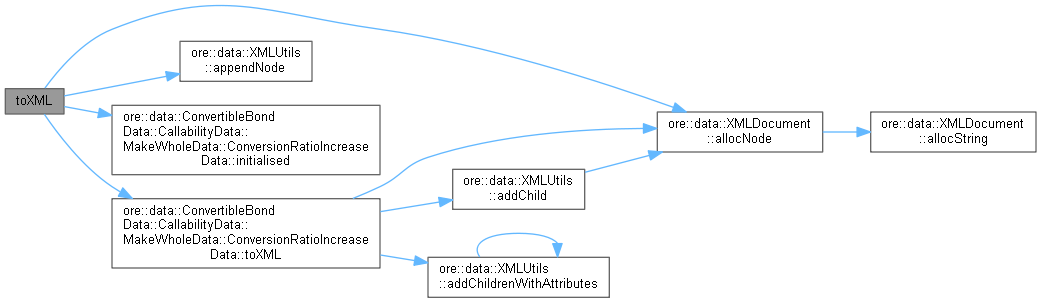 toXML
ore::data::XMLUtils
::appendNode
ore::data::ConvertibleBond
Data::CallabilityData::
MakeWholeData::ConversionRatioIncrease
Data::initialised
ore::data::ConvertibleBond
Data::CallabilityData::
MakeWholeData::ConversionRatioIncrease
Data::toXML
ore::data::XMLUtils
::addChild
ore::data::XMLUtils
::addChildrenWithAttributes
ore::data::XMLDocument
::allocNode
ore::data::XMLDocument
::allocString